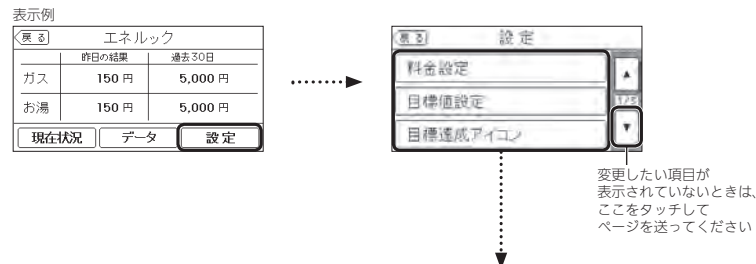 表示例
戻る エネルック
昨日の結果 過去30日
ガス 150 円 5,000 円
お湯 150 円 5,000 円
現在状況 データ 設定
戻る 設定
料金設定
目標値設定
目標達成アイコン
▲
1/3
▼
変更したい項目が
表示されていないときは、
ここをタッチして
ページを送ってください